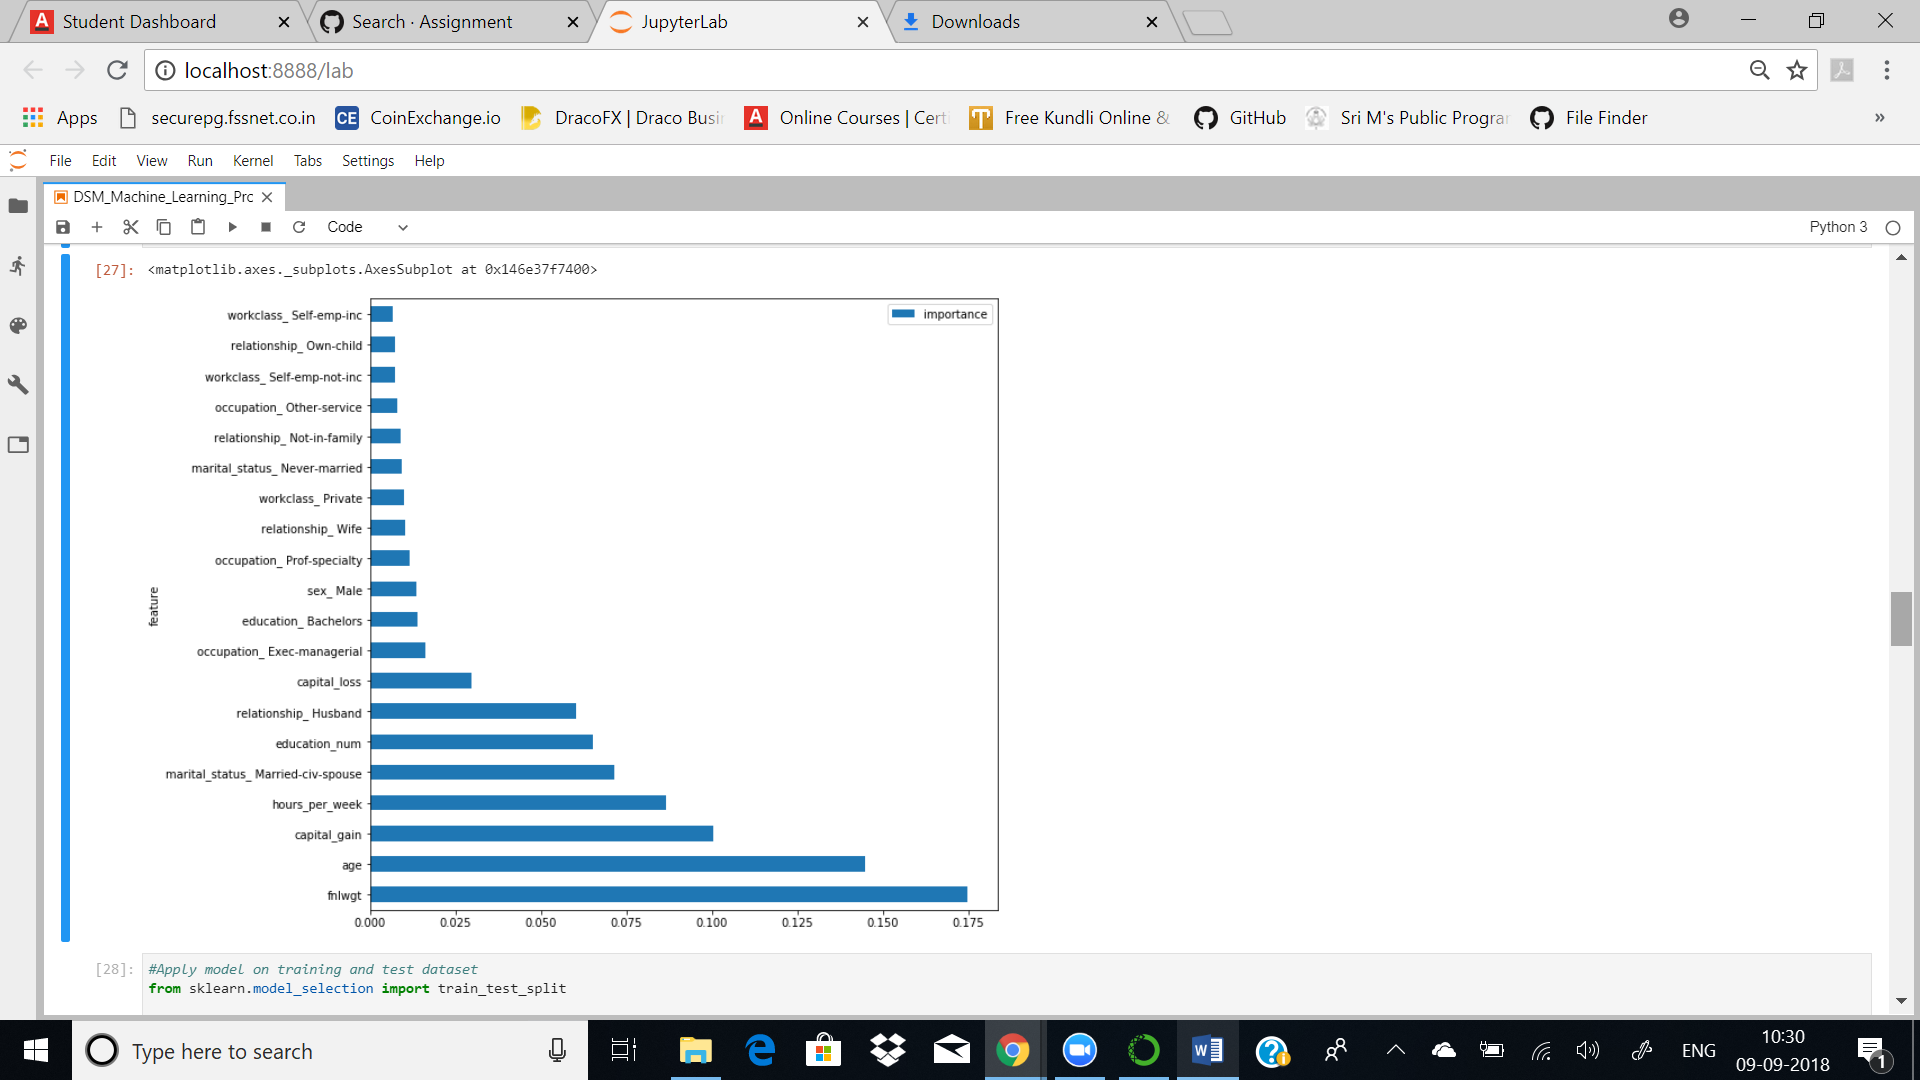 Student Dashboard
Search · Assignment
JupyterLab
Downloads
localhost:8888/lab
Apps
securepg.fssnet.co.in
CE
CoinExchange.io
DracoFX | Draco Busi
Online Courses | Cert
Free Kundli Online &
GitHub
Sri M's Public Progra
File Finder
»
File Edit View Run Kernel Tabs Settings Help
DSM_Machine_Learning_Prc
Code
Python 3
[27]: <matplotlib.axes._subplots.AxesSubplot at 0x146e37f7400>
importance
workclass_ Self-emp-inc
relationship_ Own-child
workclass_ Self-emp-not-inc
occupation_ Other-service
relationship_ Not-in-family
marital_status_ Never-married
workclass_ Private
relationship_ Wife
occupation_ Prof-specialty
sex_ Male
education_ Bachelors
occupation_ Exec-managerial
capital_loss
relationship_ Husband
education_num
marital_status_ Married-civ-spouse
hours_per_week
capital_gain
age
fnlwgt
feature
0.000 0.025 0.050 0.075 0.100 0.125 0.150 0.175
[28]: #Apply model on training and test dataset
from sklearn.model_selection import train_test_split
Type here to search
ENG
10:30
09-09-2018
1